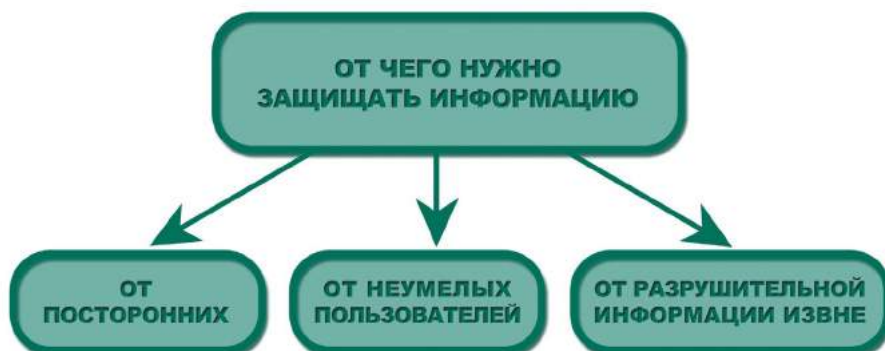 ОТ ЧЕГО НУЖНО
ЗАЩИЩАТЬ ИНФОРМАЦИЮ
ОТ
ПОСТОРОННИХ
ОТ НЕУМЕЛЫХ
ПОЛЬЗОВАТЕЛЕЙ
ОТ РАЗРУШИТЕЛЬНОЙ
ИНФОРМАЦИИ ИЗВНЕ